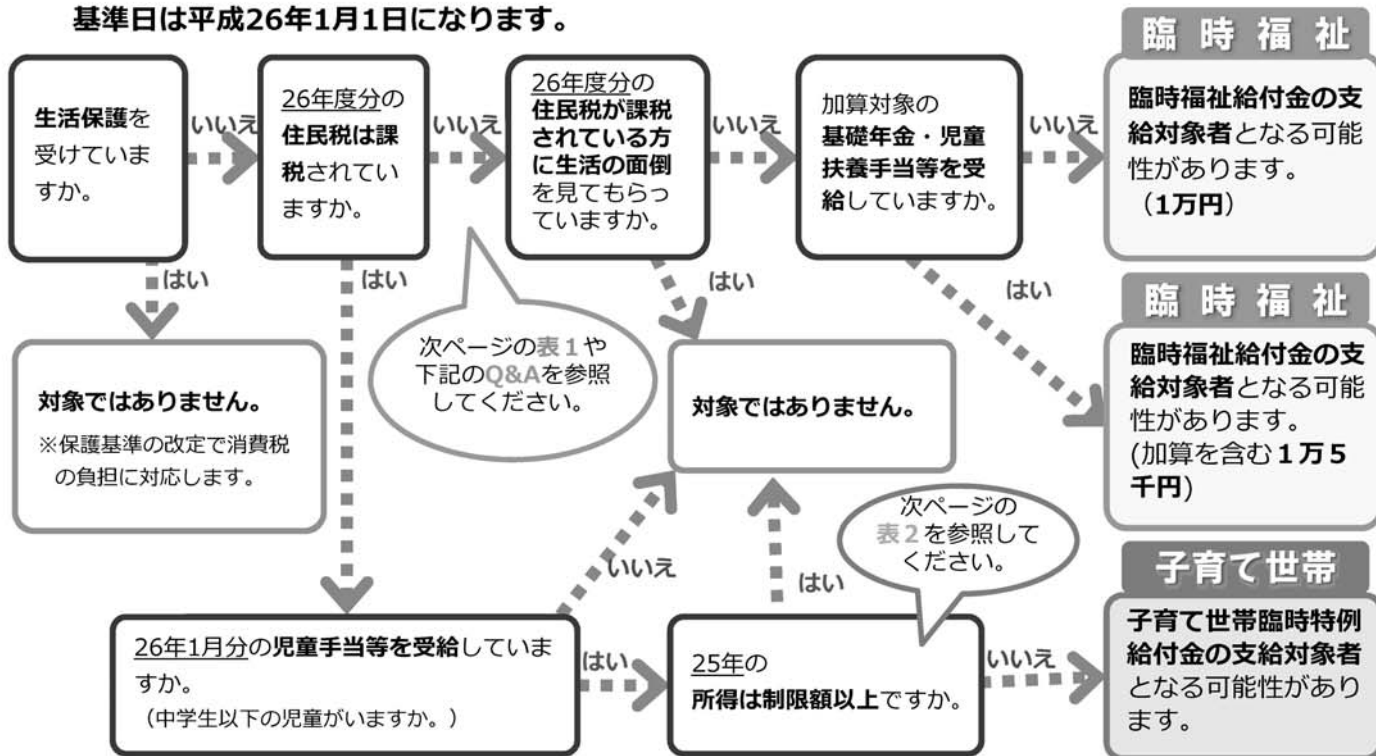 基準日は平成26年1月1日になります。
生活保護を
受けていま
すか。
いいえ
はい
26年度分の
住民税は課
税されてい
ますか。
いいえ
はい
26年度分の
住民税が課税
されている方
に生活の面倒
を見てもらっ
ていますか。
いいえ
はい
加算対象の
基礎年金・児童
扶養手当等を受
給していますか。
いいえ
はい
臨時福祉
臨時福祉給付金の支
給対象者となる可能
性があります。
（1万円）
臨時福祉
臨時福祉給付金の支
給対象者となる可能
性があります。
(加算を含む１万５
千円)
対象ではありません。
※保護基準の改定で消費税
の負担に対応します。
次ページの表１や
下記のQ&Aを参照
してください。
対象ではありません。
次ページの
表２を参照して
ください。
26年1月分の児童手当等を受給していま
すか。
（中学生以下の児童がいますか。）
いいえ
はい
25年の
所得は制限額以上ですか。
はい
いいえ
子育て世帯
子育て世帯臨時特例
給付金の支給対象者
となる可能性があり
ます。